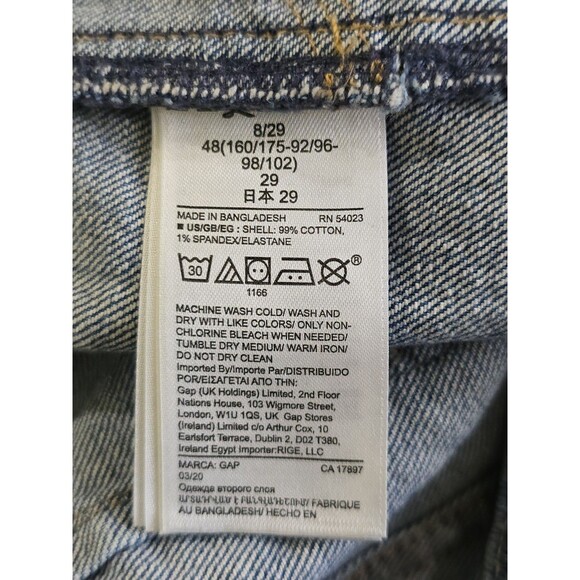 8/29
48(160/175-92/96-
98/102)
29
日本 29
MADE IN BANGLADESH RN 54023
■ US/GB/EG : SHELL: 99% COTTON,
1% SPANDEX/ELASTANE
30 ®
1166
MACHINE WASH COLD/ WASH AND
DRY WITH LIKE COLORS/ ONLY NON-
CHLORINE BLEACH WHEN NEEDED/
TUMBLE DRY MEDIUM/ WARM IRON/
DO NOT DRY CLEAN
Imported By/Importe Par/DISTRIBUIDO
POR/ΕΙΣΑΓΕΤΑΙ ΑΠΟ ΤΗΝ:
Gap (UK Holdings) Limited, 2nd Floor
Nations House, 103 Wigmore Street,
London, W1U 1QS, UK Gap Stores
(Ireland) Limited c/o Arthur Cox, 10
Earlsfort Terrace, Dublin 2, D02 T380,
Ireland Egypt Importer:RIGE, LLC
MARCA: GAP CA 17897
03/20
Одежда второго слоя
FABRIQUE
AU BANGLADESH/ HECHO EN